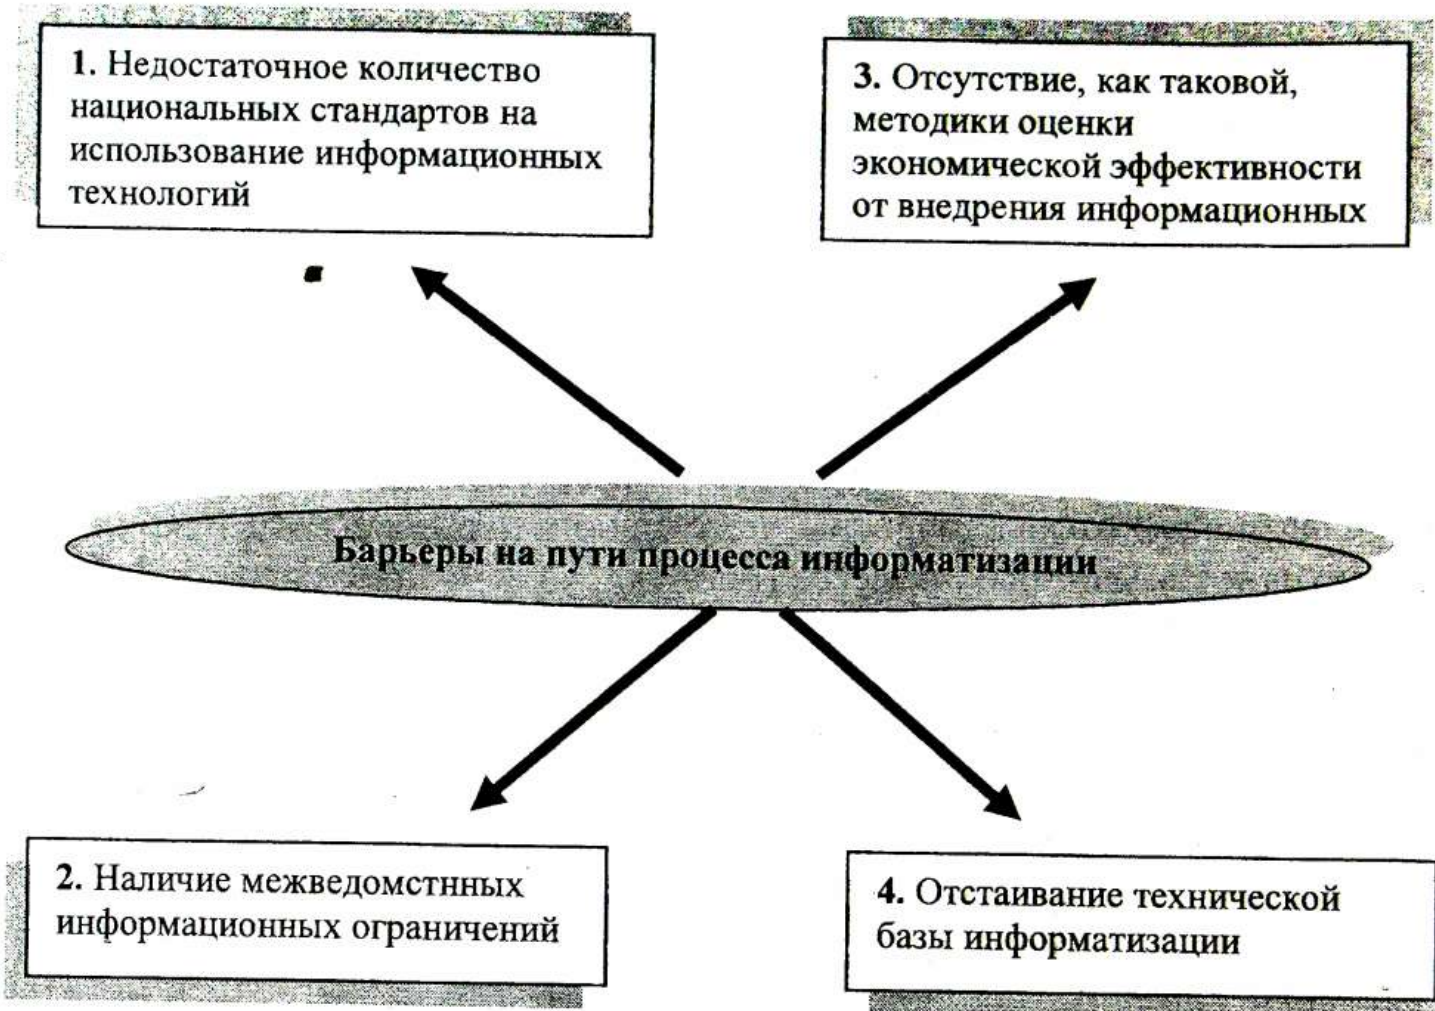 1. Недостаточное количество
национальных стандартов на
использование информационных
технологий
3. Отсутствие, как таковой,
методики оценки
экономической эффективности
от внедрения информационных
Барьеры на пути процесса информатизации
2. Наличие межведомстннных
информационных ограничений
4. Отстаивание технической
базы информатизации